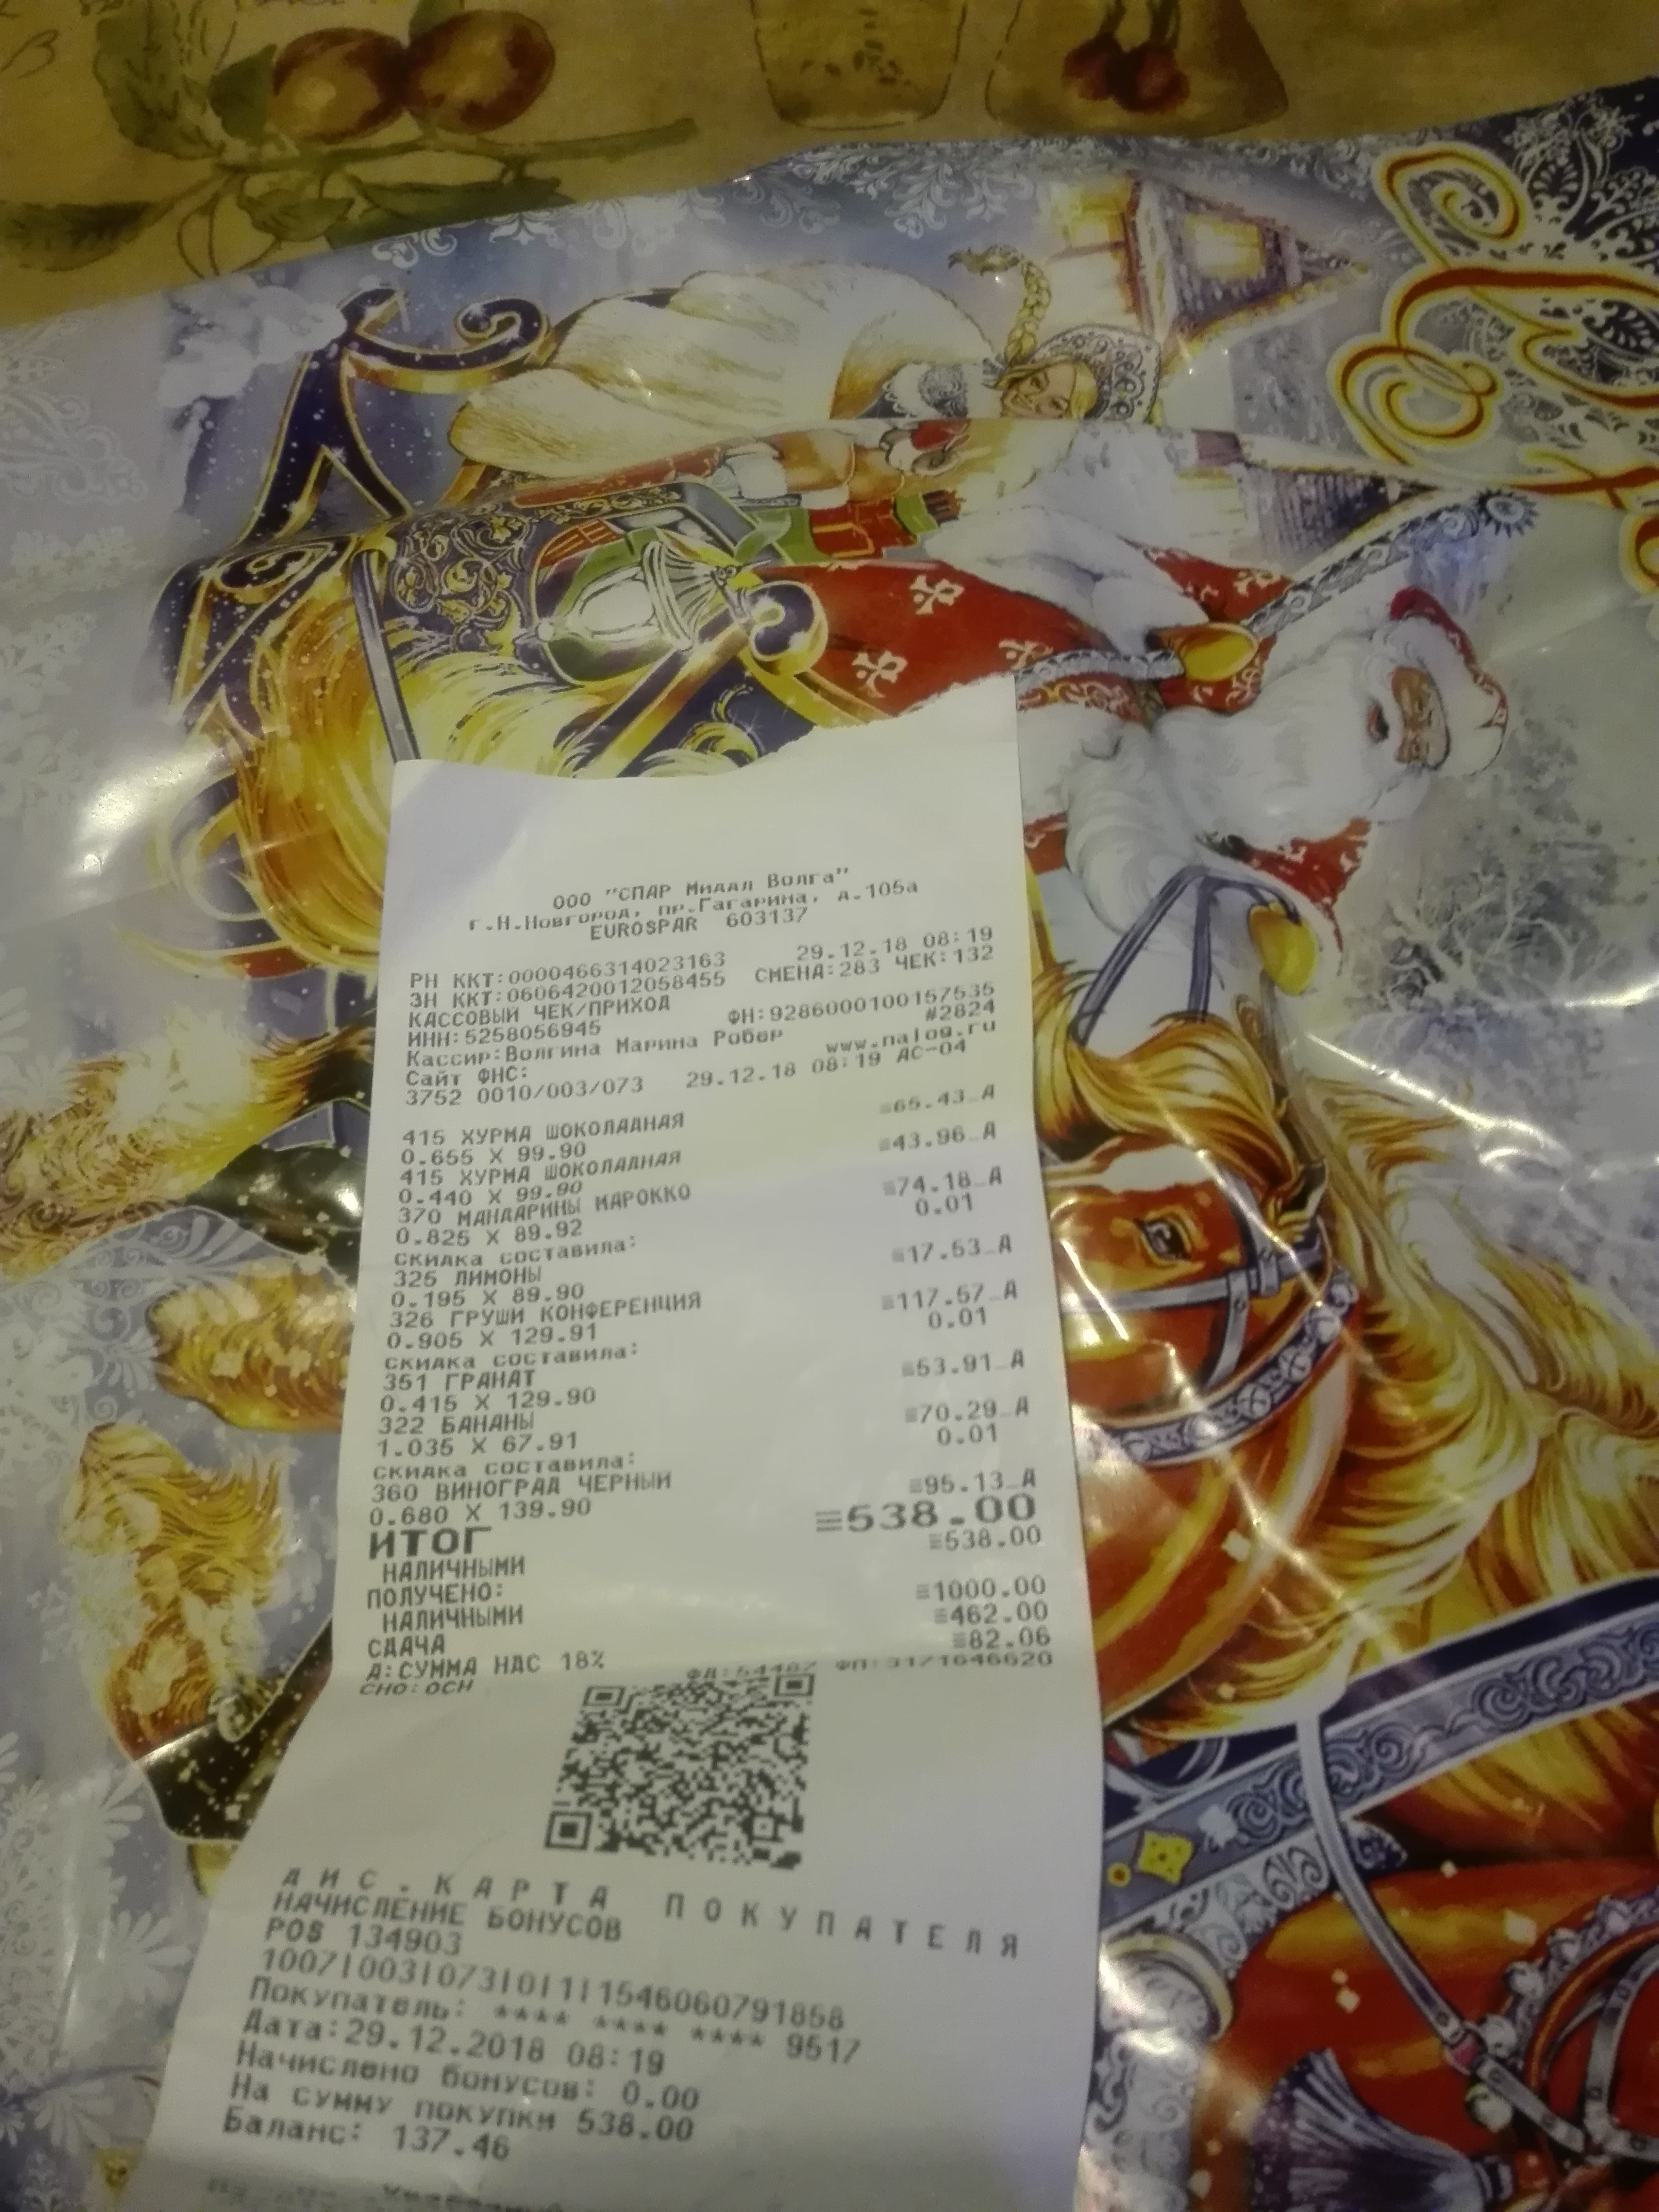 ООО "СПАР Миддл Волга"
г.Н.Новгород, пр.Гагарина, д.105а
EUROSPAR 603137
РН ККТ:0000466314023163 29.12.18 08:19
ЗН ККТ:0606420012058455 СМЕНА:283 ЧЕК:132
КАССОВЫЙ ЧЕК/ПРИХОД
ИНН:5258056945 ФН:9286000100157535
Кассир:Волгина Марина Робер #2824
Сайт ФНС: www.nalog.ru
3752 0010/003/073 29.12.18 08:19 АС-04
415 ХУРМА ШОКОЛАДНАЯ
0.655 X 99.90 ≡65.43_А
415 ХУРМА ШОКОЛАДНАЯ
0.440 X 99.90 ≡43.96_А
370 МАНДАРИНЫ МАРОККО
0.825 X 89.92 ≡74.18_А
скидка составила: 0.01
325 ЛИМОНЫ
0.195 X 89.90 ≡17.53_А
326 ГРУШИ КОНФЕРЕНЦИЯ
0.905 X 129.91 ≡117.57_А
скидка составила: 0.01
351 ГРАНАТ
0.415 X 129.90 ≡53.91_А
322 БАНАНЫ
1.035 X 67.91 ≡70.29_А
скидка составила: 0.01
360 ВИНОГРАД ЧЕРНЫЙ
0.680 X 139.90 ≡95.13_А
ИТОГ ≡538.00
НАЛИЧНЫМИ ≡538.00
ПОЛУЧЕНО:
НАЛИЧНЫМИ ≡1000.00
СДАЧА ≡462.00
А:СУММА НДС 18% ≡82.06
СНО:ОСН ФП:3171646620
ДИС.КАРТА ПОКУПАТЕЛЯ
НАЧИСЛЕНИЕ БОНУСОВ
POS 134903
1007|003|073|0|1|1546060791858
Покупатель: **** **** **** 9517
Дата:29.12.2018 08:19
Начислено бонусов: 0.00
На сумму покупки 538.00
Баланс: 137.46